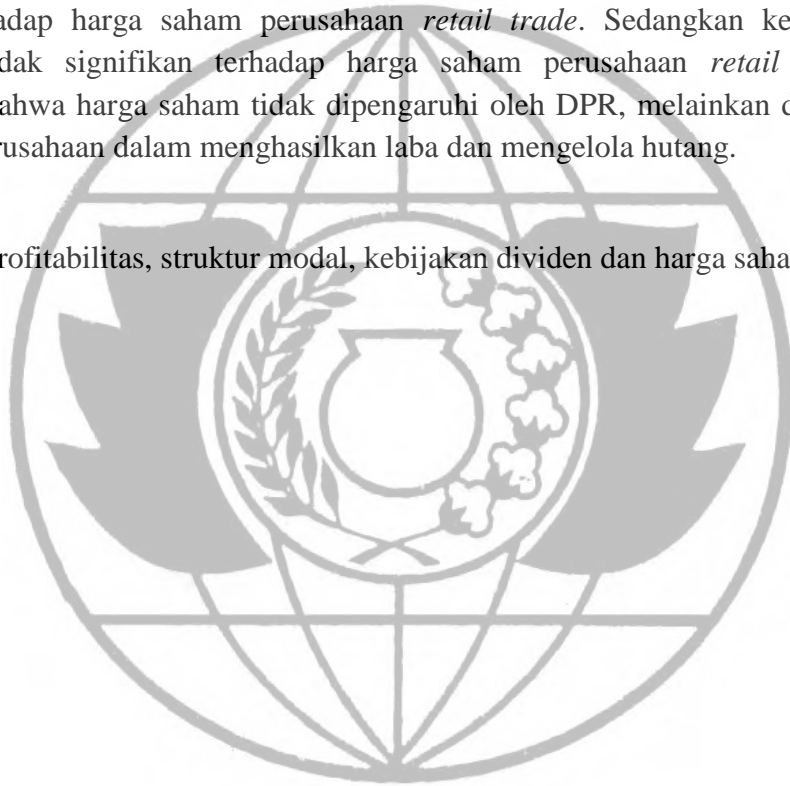 adap harga saham perusahaan retail trade. Sedangkan ke
dak signifikan terhadap harga saham perusahaan retail
ahwa harga saham tidak dipengaruhi oleh DPR, melainkan d
rusahaan dalam menghasilkan laba dan mengelola hutang.
rofitabilitas, struktur modal, kebijakan dividen dan harga saha